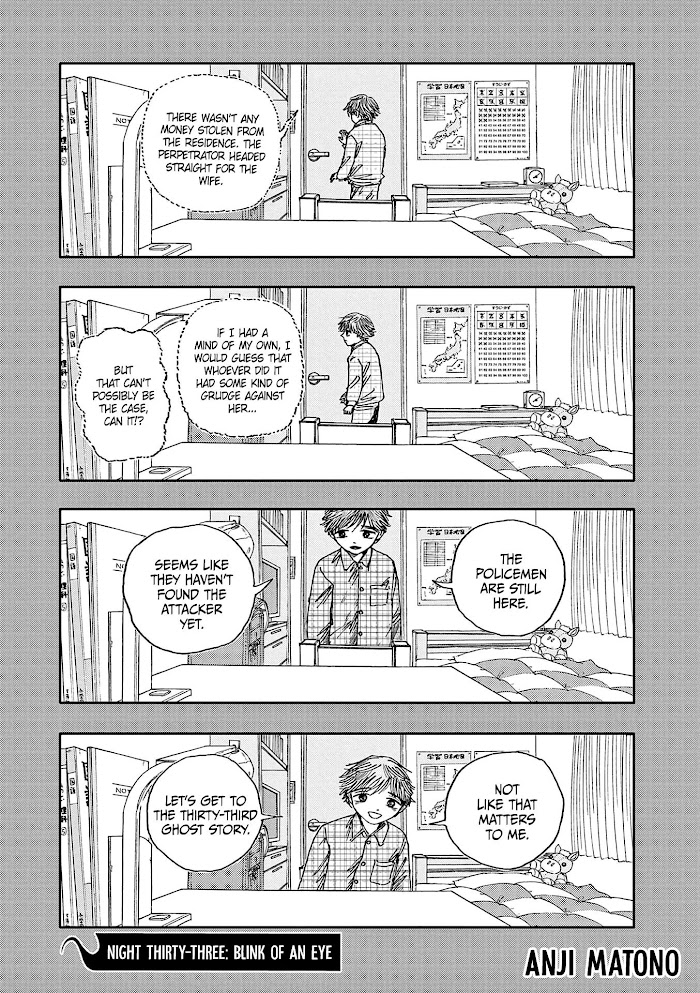 THERE WASN'T ANY
MONEY STOLEN FROM
THE RESIDENCE. THE
PERPETRATOR HEADED
STRAIGHT FOR THE
WIFE.
IF I HAD A
MIND OF MY OWN, I
WOULD GUESS THAT
WHOEVER DID IT
HAD SOME KIND OF
GRUDGE AGAINST
HER...
BUT
THAT CAN'T
POSSIBLY BE
THE CASE,
CAN IT!?
THE
POLICEMEN
ARE STILL
HERE.
SEEMS LIKE
THEY HAVEN'T
FOUND THE
ATTACKER
YET.
NOT
LIKE THAT
MATTERS
TO ME.
LET'S GET TO
THE THIRTY-THIRD
GHOST STORY.
NIGHT THIRTY-THREE: BLINK OF AN EYE
ANJI MATONO